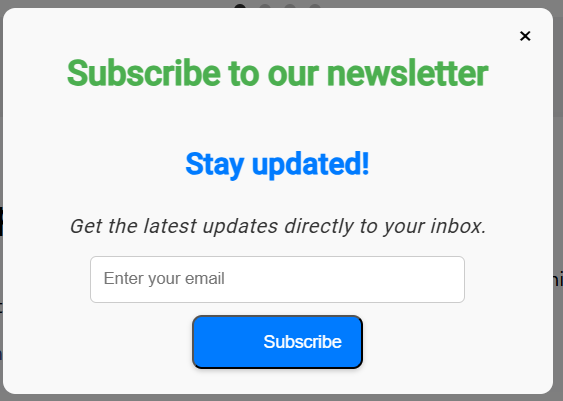 ×
Subscribe to our newsletter
Stay updated!
Get the latest updates directly to your inbox.
Enter your email
Subscribe